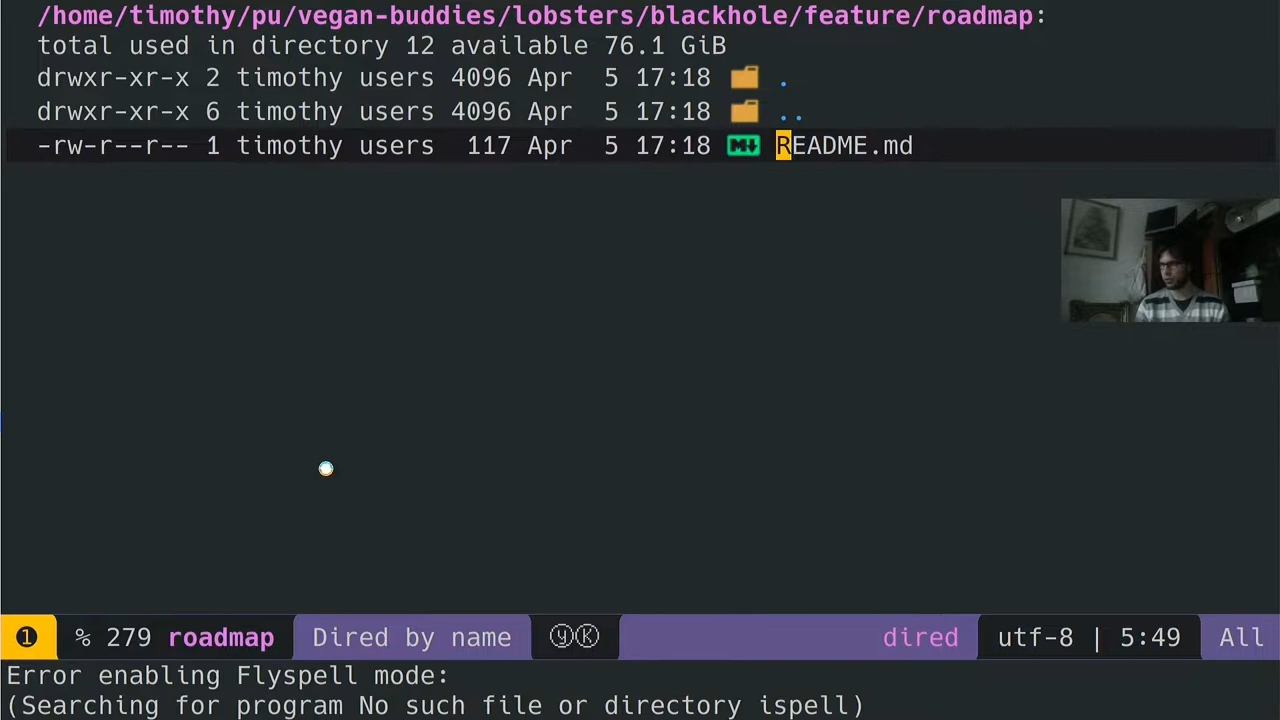 /home/timothy/pu/vegan-buddies/lobsters/blackhole/feature/roadmap:
total used in directory 12 available 76.1 GiB
drwxr-xr-x 2 timothy users 4096 Apr  5 17:18 .
drwxr-xr-x 6 timothy users 4096 Apr  5 17:18 ..
-rw-r--r-- 1 timothy users  117 Apr  5 17:18 M↓ README.md
❶ % 279 roadmap Dired by name ⓨⓀ dired utf-8 | 5:49 All
Error enabling Flyspell mode:
(Searching for program No such file or directory ispell)